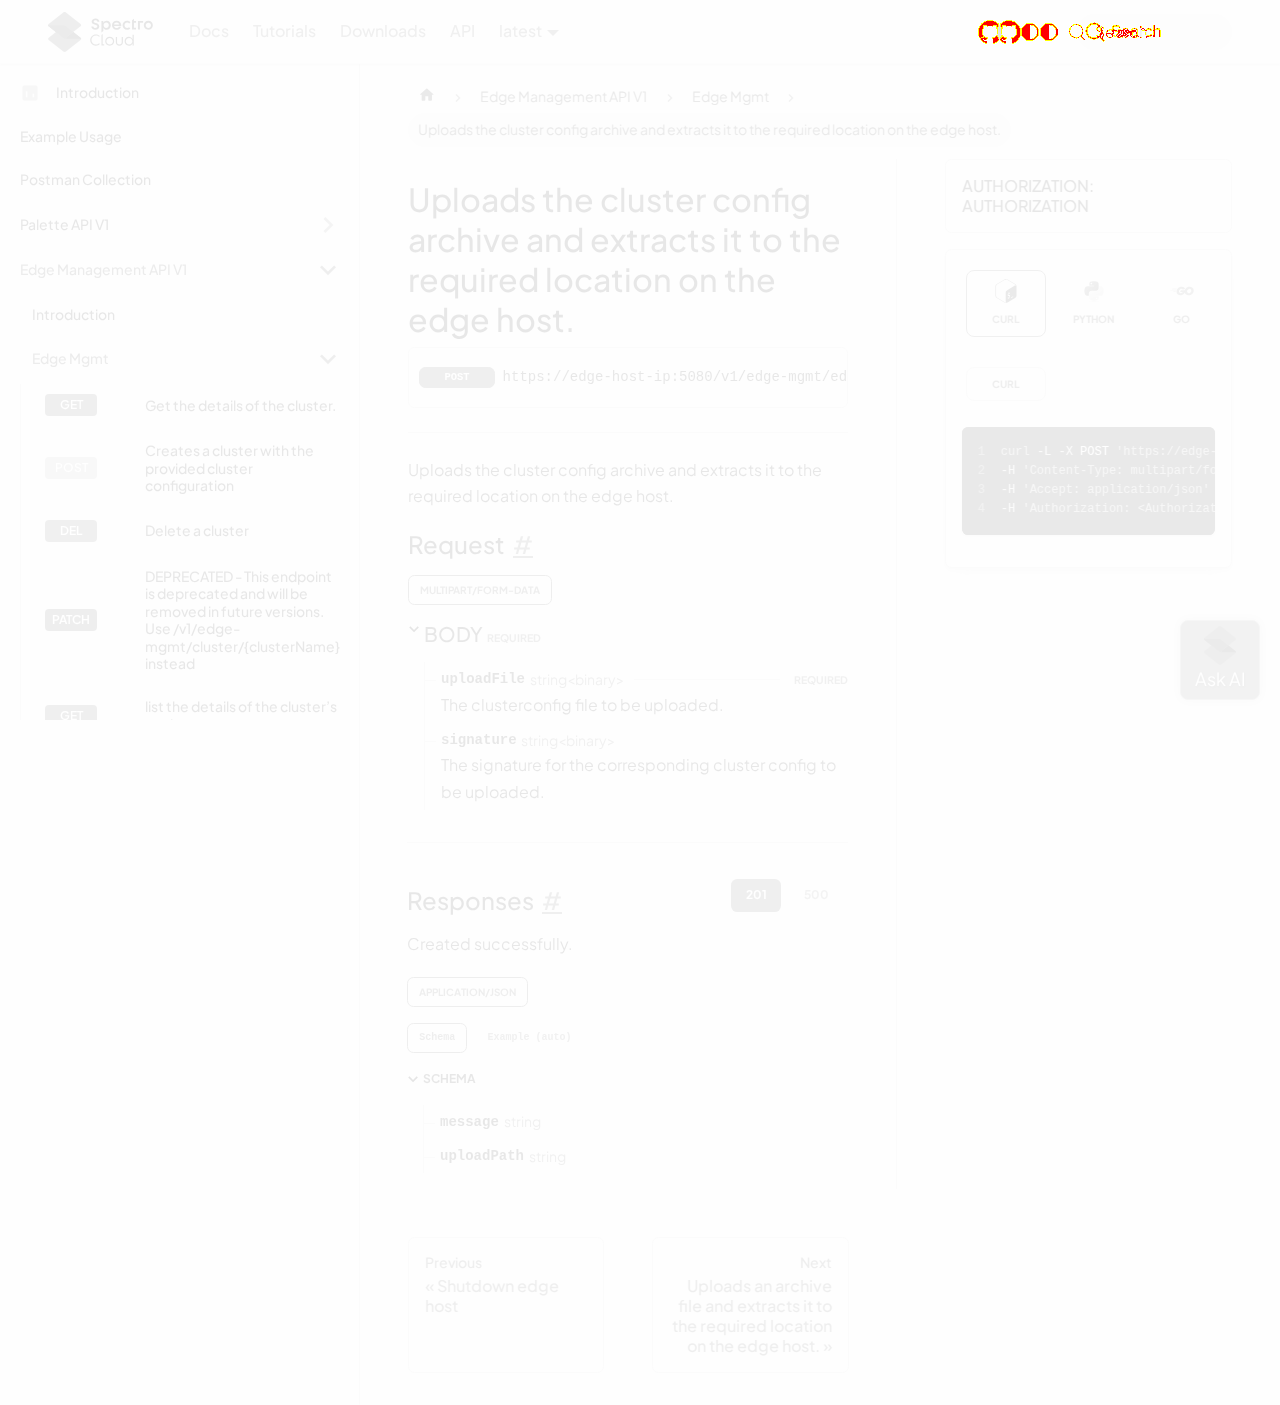 Spectro Cloud
Docs
Tutorials
Downloads
API
latest
Search
Introduction
Example Usage
Postman Collection
Palette API V1
Edge Management API V1
Introduction
Edge Mgmt
GET
Get the details of the cluster.
POST
Creates a cluster with the
provided cluster
configuration
DEL
Delete a cluster
PATCH
DEPRECATED - This endpoint
is deprecated and will be
removed in future versions.
Use /v1/edge-
mgmt/cluster/{clusterName}
instead
GET
list the details of the cluster's
Edge Management API V1
Edge Mgmt
Uploads the cluster config archive and extracts it to the required location on the edge host.
Uploads the cluster config
archive and extracts it to the
required location on the
edge host.
POST
https://edge-host-ip:5080/v1/edge-mgmt/ed
Uploads the cluster config archive and extracts it to the
required location on the edge host.
Request #
MULTIPART/FORM-DATA
BODY REQUIRED
uploadFile string<binary> REQUIRED
The clusterconfig file to be uploaded.
signature string<binary>
The signature for the corresponding cluster config to
be uploaded.
Responses #
201
500
Created successfully.
APPLICATION/JSON
Schema
Example (auto)
SCHEMA
message string
uploadPath string
Previous
« Shutdown edge
host
Next
Uploads an archive
file and extracts it to
the required location
on the edge host. »
AUTHORIZATION:
AUTHORIZATION
CURL
PYTHON
GO
GO
CURL
1 curl -L -X POST 'https://edge-
2 -H 'Content-Type: multipart/fo
3 -H 'Accept: application/json'
4 -H 'Authorization: <Authorizat
Ask AI